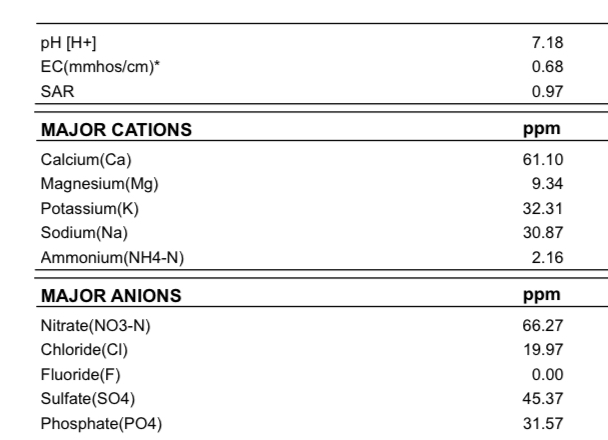 pH [H+] 7.18
EC(mmhos/cm)* 0.68
SAR 0.97
MAJOR CATIONS ppm
Calcium(Ca) 61.10
Magnesium(Mg) 9.34
Potassium(K) 32.31
Sodium(Na) 30.87
Ammonium(NH4-N) 2.16
MAJOR ANIONS ppm
Nitrate(NO3-N) 66.27
Chloride(Cl) 19.97
Fluoride(F) 0.00
Sulfate(SO4) 45.37
Phosphate(PO4) 31.57